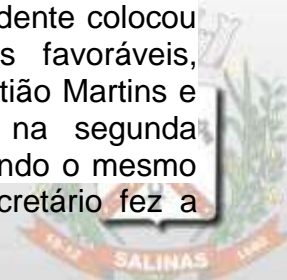 dente colocou
s favoráveis,
tião Martins e
na segunda
ndo o mesmo
cretário fez a
SALINAS